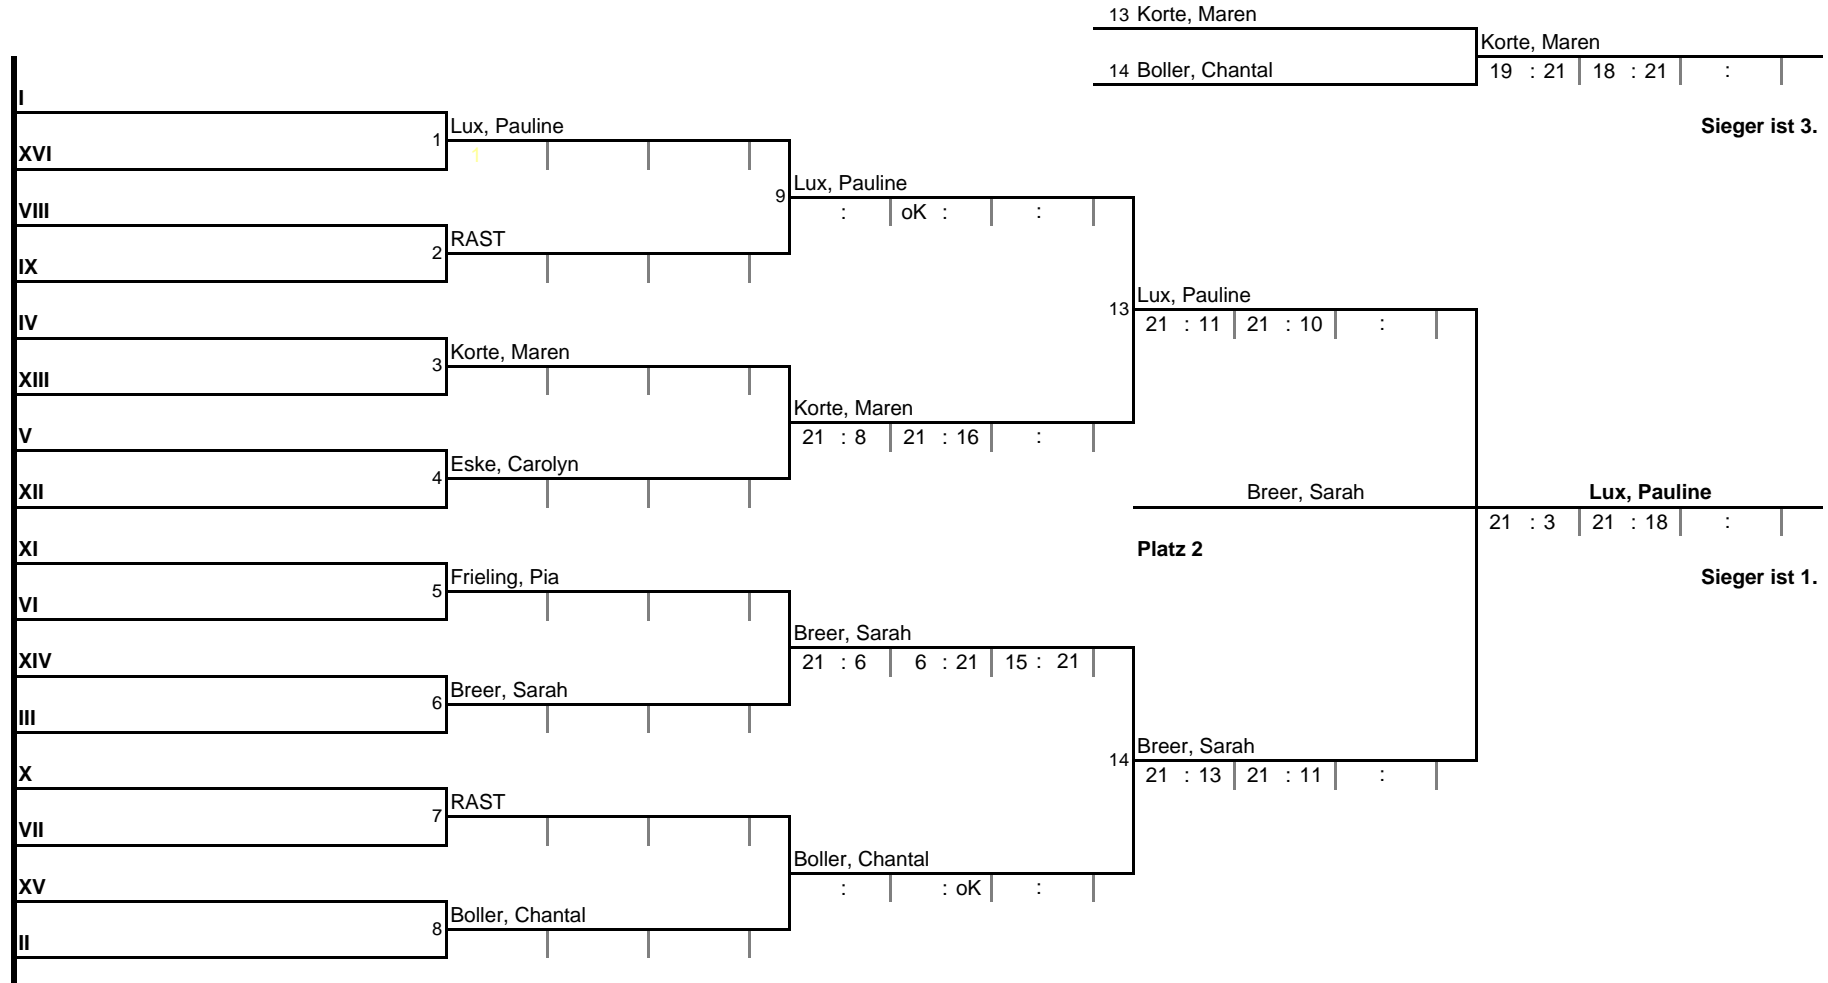 13 Korte, Maren
Korte, Maren
14 Boller, Chantal
19 : 21 18 : 21 :
I
Lux, Pauline
Sieger ist 3.
1
XVI
1
Lux, Pauline
9
VIII
: oK : :
RAST
2
IX
Lux, Pauline
13
IV
21 : 11 21 : 10 :
Korte, Maren
3
XIII
Korte, Maren
V
21 : 8 21 : 16 :
Eske, Carolyn
4
XII
Breer, Sarah
Lux, Pauline
21 : 3 21 : 18 :
XI
Platz 2
Frieling, Pia
Sieger ist 1.
5
VI
Breer, Sarah
XIV
21 : 6 6 : 21 15 : 21
Breer, Sarah
6
III
Breer, Sarah
14
X
21 : 13 21 : 11 :
RAST
7
VII
Boller, Chantal
XV
: : oK :
Boller, Chantal
8
II